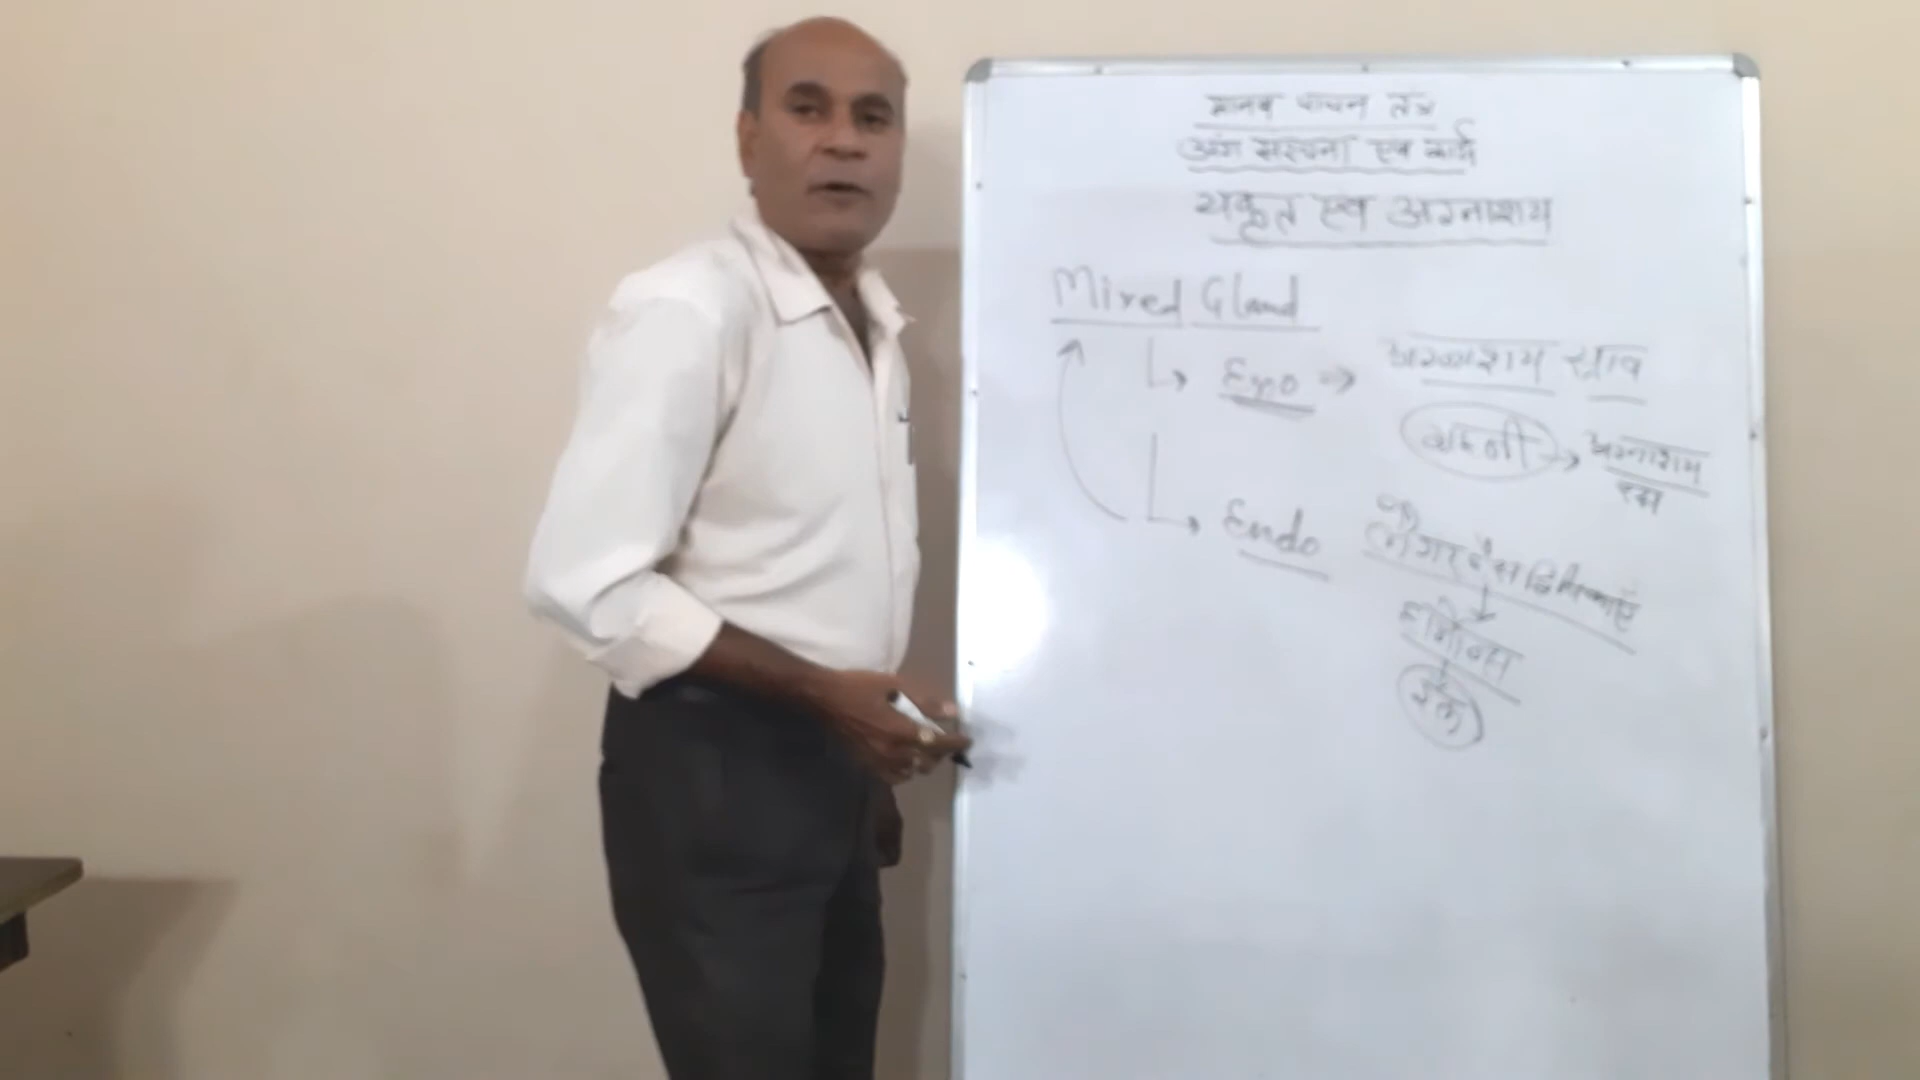 मानव पाचन तंत्र
अंग संरचना एवं कार्य
यकृत एवं अग्नाशय
Mixed Gland
Exo → अग्नाशय स्राव
→ अग्नाशय
रस
Endo लैंगरहैंस द्विपिकाएं
हार्मोन्स
रक्त